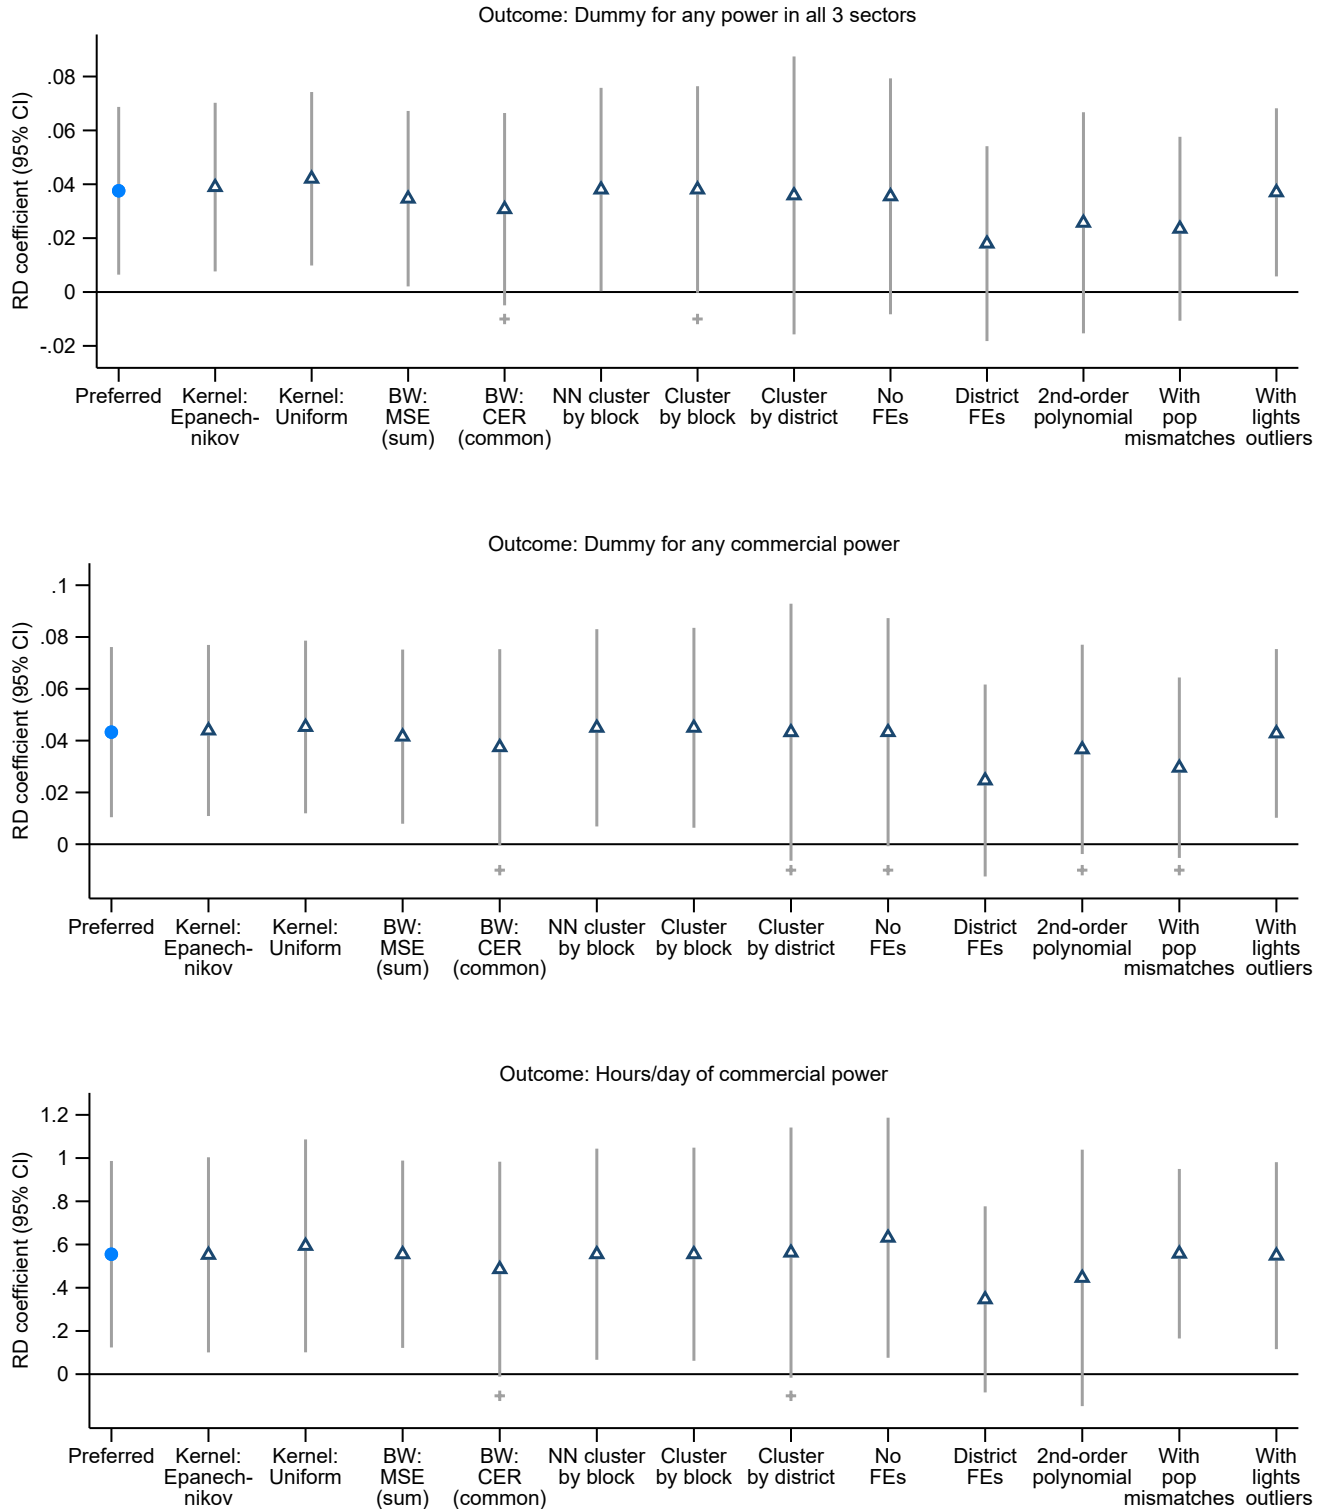 Outcome: Dummy for any power in all 3 sectors
RD coefficient (95% CI)
.08
.06
.04
.02
0
-.02
Preferred
Kernel:
Epanech-
nikov
Kernel:
Uniform
BW:
MSE
(sum)
BW:
CER
(common)
NN cluster
by block
Cluster
by block
Cluster
by district
No
FEs
District
FEs
2nd-order
polynomial
With
pop
mismatches
With
lights
outliers
Outcome: Dummy for any commercial power
RD coefficient (95% CI)
.1
.08
.06
.04
.02
0
Preferred
Kernel:
Epanech-
nikov
Kernel:
Uniform
BW:
MSE
(sum)
BW:
CER
(common)
NN cluster
by block
Cluster
by block
Cluster
by district
No
FEs
District
FEs
2nd-order
polynomial
With
pop
mismatches
With
lights
outliers
Outcome: Hours/day of commercial power
RD coefficient (95% CI)
1.2
1
.8
.6
.4
.2
0
Preferred
Kernel:
Epanech-
nikov
Kernel:
Uniform
BW:
MSE
(sum)
BW:
CER
(common)
NN cluster
by block
Cluster
by block
Cluster
by district
No
FEs
District
FEs
2nd-order
polynomial
With
pop
mismatches
With
lights
outliers